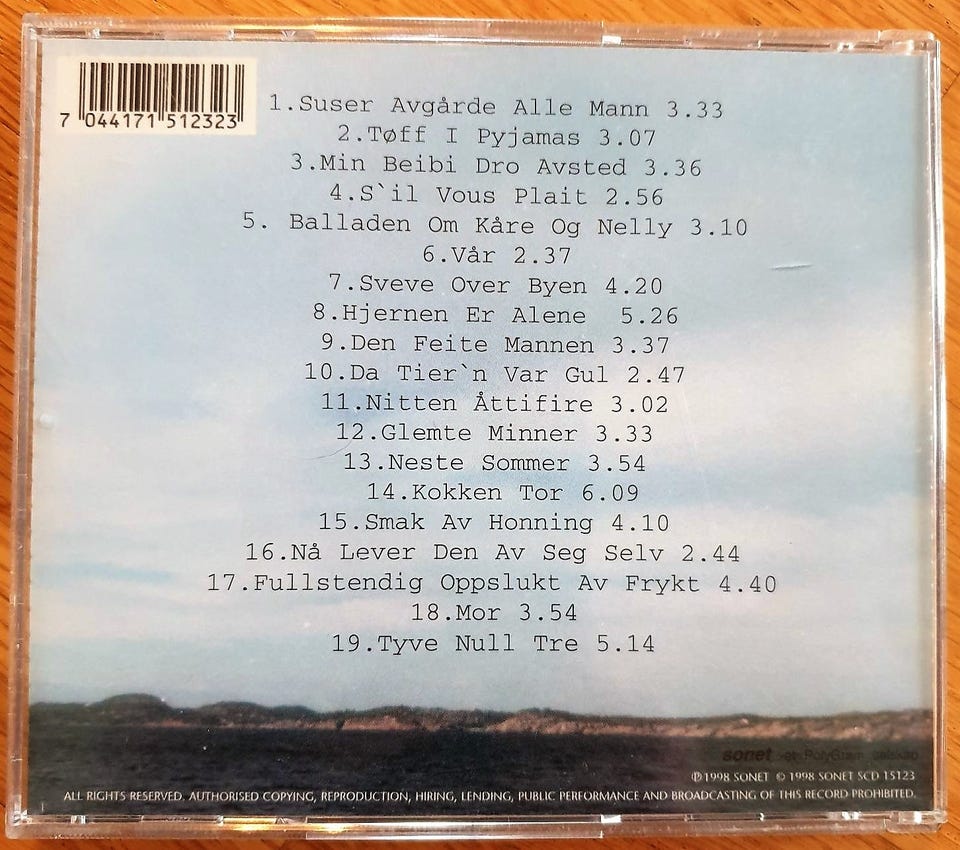 7 044171 512323
1.Suser Avgårde Alle Mann 3.33
2.Tøff I Pyjamas 3.07
3.Min Beibi Dro Avsted 3.36
4.S`il Vous Plait 2.56
5. Balladen Om Kåre Og Nelly 3.10
6.Vår 2.37
7.Sveve Over Byen 4.20
8.Hjernen Er Alene 5.26
9.Den Feite Mannen 3.37
10.Da Tier`n Var Gul 2.47
11.Nitten Åttifire 3.02
12.Glemte Minner 3.33
13.Neste Sommer 3.54
14.Kokken Tor 6.09
15.Smak Av Honning 4.10
16.Nå Lever Den Av Seg Selv 2.44
17.Fullstendig Oppslukt Av Frykt 4.40
18.Mor 3.54
19.Tyve Null Tre 5.14
sonet -et PolyGram selskap
℗1998 SONET © 1998 SONET SCD 15123
ALL RIGHTS RESERVED. AUTHORISED COPYING, REPRODUCTION, HIRING, LENDING, PUBLIC PERFORMANCE AND BROADCASTING OF THIS RECORD PROHIBITED.